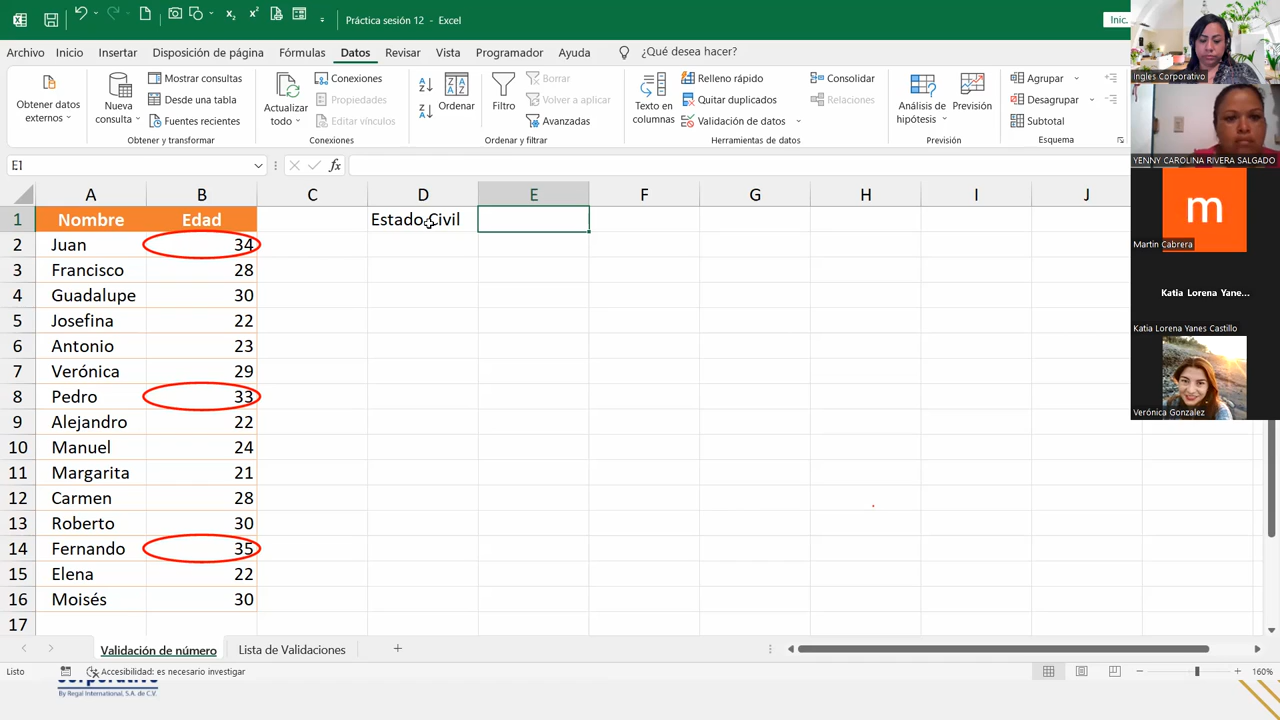 Práctica sesión 12 - Excel
Inic.
Archivo Inicio Insertar Disposición de página Fórmulas Datos Revisar Vista Programador Ayuda ¿Qué desea hacer?
Obtener datos externos
Nueva consulta
Mostrar consultas
Desde una tabla
Fuentes recientes
Obtener y transformar
Actualizar todo
Conexiones
Propiedades
Editar vínculos
Conexiones
Ordenar
Filtro
Borrar
Volver a aplicar
Avanzadas
Ordenar y filtrar
Texto en columnas
Relleno rápido
Quitar duplicados
Validación de datos
Consolidar
Relaciones
Herramientas de datos
Análisis de hipótesis
Previsión
Previsión
Agrupar
Desagrupar
Subtotal
Esquema
E1
fx
A B C D E F G H I J
1 Nombre Edad Estado Civil
2 Juan 34
3 Francisco 28
4 Guadalupe 30
5 Josefina 22
6 Antonio 23
7 Verónica 29
8 Pedro 33
9 Alejandro 22
10 Manuel 24
11 Margarita 21
12 Carmen 28
13 Roberto 30
14 Fernando 35
15 Elena 22
16 Moisés 30
17
Validación de número Lista de Validaciones
Listo Accesibilidad: es necesario investigar 160%
By Regal International, S.A. de C.V.
Ingles Corporativo
YENNY CAROLINA RIVERA SALGADO
m
Martin Cabrera
Katia Lorena Yane...
Katia Lorena Yanes Castillo
Verónica Gonzalez